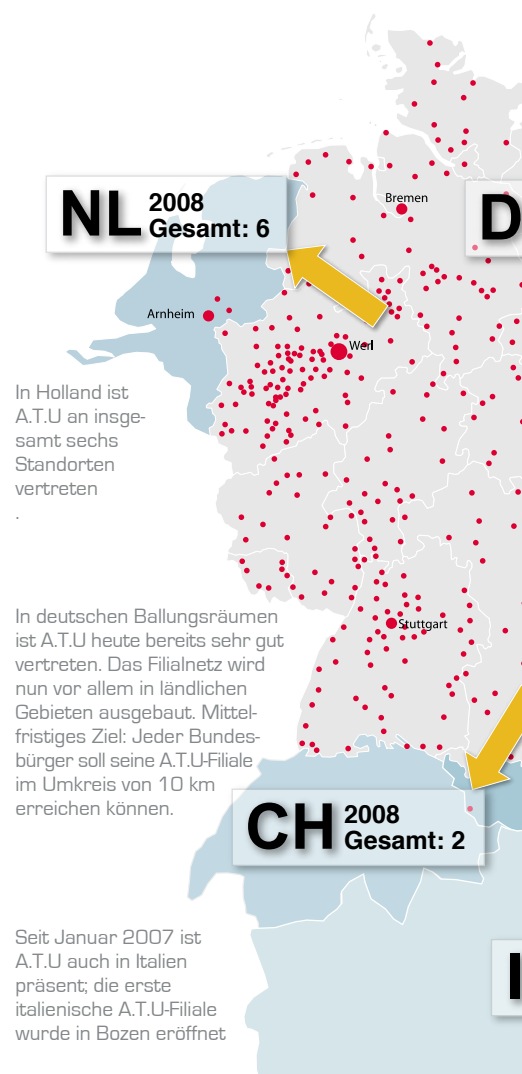 Bremen
NL 2008
Gesamt: 6
D
Arnheim
Werl
In Holland ist
A.T.U an insge-
samt sechs
Standorten
vertreten
.
In deutschen Ballungsräumen
ist A.T.U heute bereits sehr gut
vertreten. Das Filialnetz wird
nun vor allem in ländlichen
Gebieten ausgebaut. Mittel-
fristiges Ziel: Jeder Bundes-
bürger soll seine A.T.U-Filiale
im Umkreis von 10 km
erreichen können.
Stuttgart
CH 2008
Gesamt: 2
Seit Januar 2007 ist
A.T.U auch in Italien
präsent; die erste
italienische A.T.U-Filiale
wurde in Bozen eröffnet
I